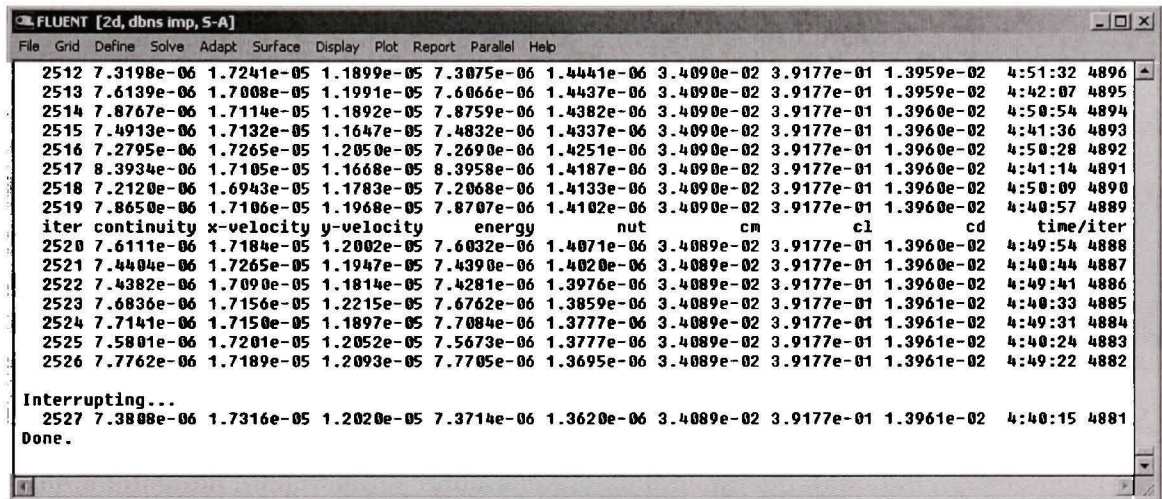 FLUENT [2d, dbns imp, S-A]
File Grid Define Solve Adapt Surface Display Plot Report Parallel Help
2512 7.3198e-06 1.7241e-05 1.1899e-05 7.3075e-06 1.4441e-06 3.4090e-02 3.9177e-01 1.3959e-02 4:51:32 4896
2513 7.6139e-06 1.7008e-05 1.1991e-05 7.6066e-06 1.4437e-06 3.4090e-02 3.9177e-01 1.3959e-02 4:42:07 4895
2514 7.8767e-06 1.7114e-05 1.1892e-05 7.8759e-06 1.4382e-06 3.4090e-02 3.9177e-01 1.3960e-02 4:50:54 4894
2515 7.4913e-06 1.7132e-05 1.1647e-05 7.4832e-06 1.4337e-06 3.4090e-02 3.9177e-01 1.3960e-02 4:41:36 4893
2516 7.2795e-06 1.7265e-05 1.2050e-05 7.2690e-06 1.4251e-06 3.4090e-02 3.9177e-01 1.3960e-02 4:50:28 4892
2517 8.3934e-06 1.7105e-05 1.1668e-05 8.3958e-06 1.4187e-06 3.4090e-02 3.9177e-01 1.3960e-02 4:41:14 4891
2518 7.2120e-06 1.6943e-05 1.1783e-05 7.2068e-06 1.4133e-06 3.4090e-02 3.9177e-01 1.3960e-02 4:50:09 4890
2519 7.8650e-06 1.7106e-05 1.1968e-05 7.8707e-06 1.4102e-06 3.4090e-02 3.9177e-01 1.3960e-02 4:40:57 4889
iter continuity x-velocity y-velocity energy nut cm cl cd time/iter
2520 7.6111e-06 1.7184e-05 1.2002e-05 7.6032e-06 1.4071e-06 3.4089e-02 3.9177e-01 1.3960e-02 4:49:54 4888
2521 7.4404e-06 1.7265e-05 1.1947e-05 7.4390e-06 1.4020e-06 3.4089e-02 3.9177e-01 1.3960e-02 4:40:44 4887
2522 7.4382e-06 1.7090e-05 1.1814e-05 7.4281e-06 1.3976e-06 3.4089e-02 3.9177e-01 1.3960e-02 4:49:41 4886
2523 7.6836e-06 1.7156e-05 1.2215e-05 7.6762e-06 1.3859e-06 3.4089e-02 3.9177e-01 1.3961e-02 4:40:33 4885
2524 7.7141e-06 1.7150e-05 1.1897e-05 7.7084e-06 1.3777e-06 3.4089e-02 3.9177e-01 1.3961e-02 4:49:31 4884
2525 7.5801e-06 1.7201e-05 1.2052e-05 7.5673e-06 1.3777e-06 3.4089e-02 3.9177e-01 1.3961e-02 4:40:24 4883
2526 7.7762e-06 1.7189e-05 1.2093e-05 7.7705e-06 1.3695e-06 3.4089e-02 3.9177e-01 1.3961e-02 4:49:22 4882
Interrupting...
2527 7.3808e-06 1.7316e-05 1.2020e-05 7.3714e-06 1.3620e-06 3.4089e-02 3.9177e-01 1.3961e-02 4:40:15 4881
Done.